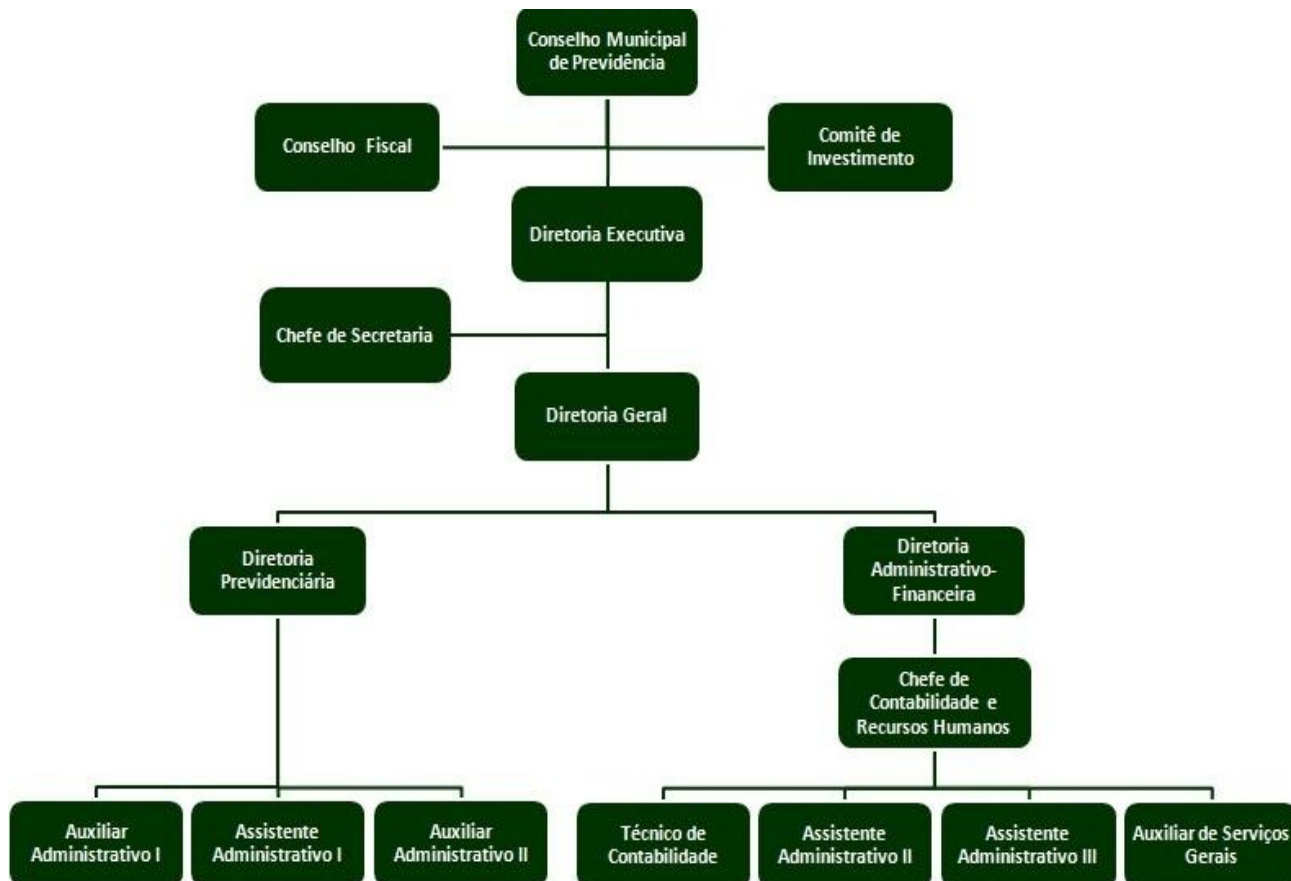 Conselho Municipal
de Previdência
Conselho Fiscal
Comitê de
Investimento
Diretoria Executiva
Chefe de Secretaria
Diretoria Geral
Diretoria
Previdenciária
Diretoria
Administrativo-
Financeira
Chefe de
Contabilidade e
Recursos Humanos
Auxiliar
Administrativo I
Assistente
Administrativo I
Auxiliar
Administrativo II
Técnico de
Contabilidade
Assistente
Administrativo II
Assistente
Administrativo III
Auxiliar de Serviços
Gerais